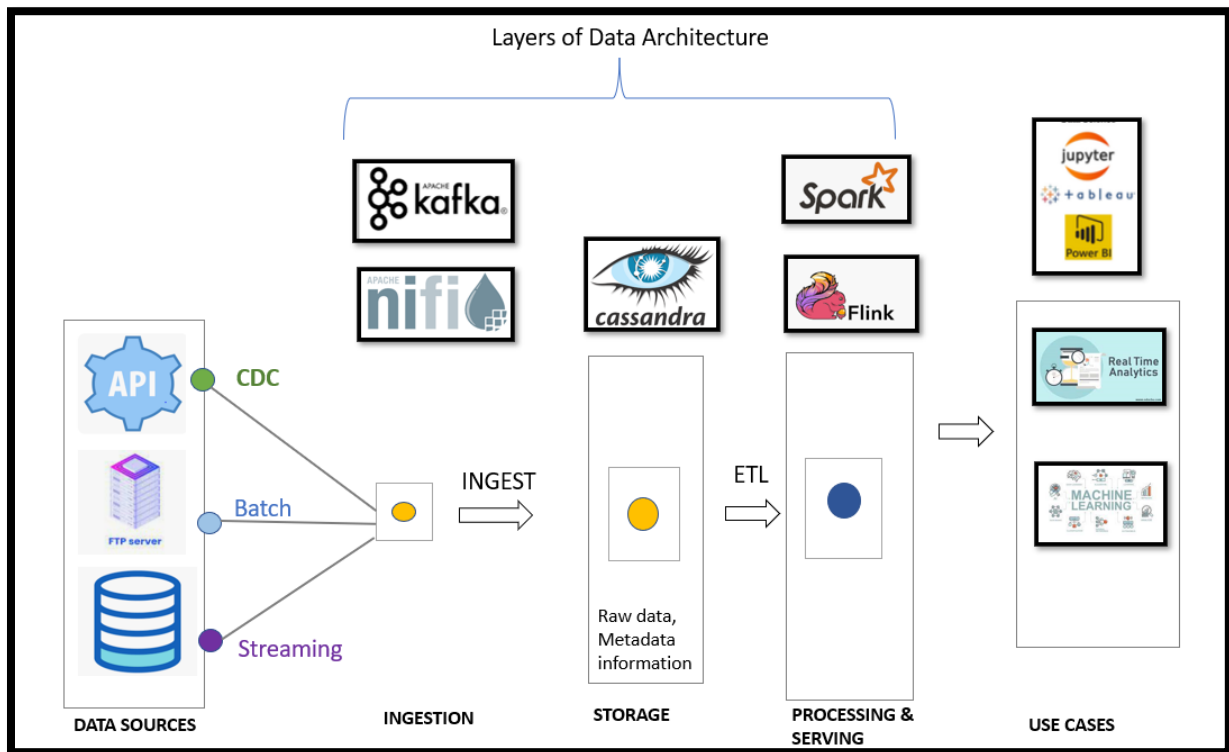 Layers of Data Architecture
APACHE
kafka®
APACHE
nifi
cassandra
Spark
Flink
jupyter
+ableau
Power BI
API
CDC
FTP server
Batch
Streaming
INGEST
ETL
Raw data,
Metadata
information
Real Time
Analytics
MACHINE
LEARNING
DATA SOURCES
INGESTION
STORAGE
PROCESSING &
SERVING
USE CASES